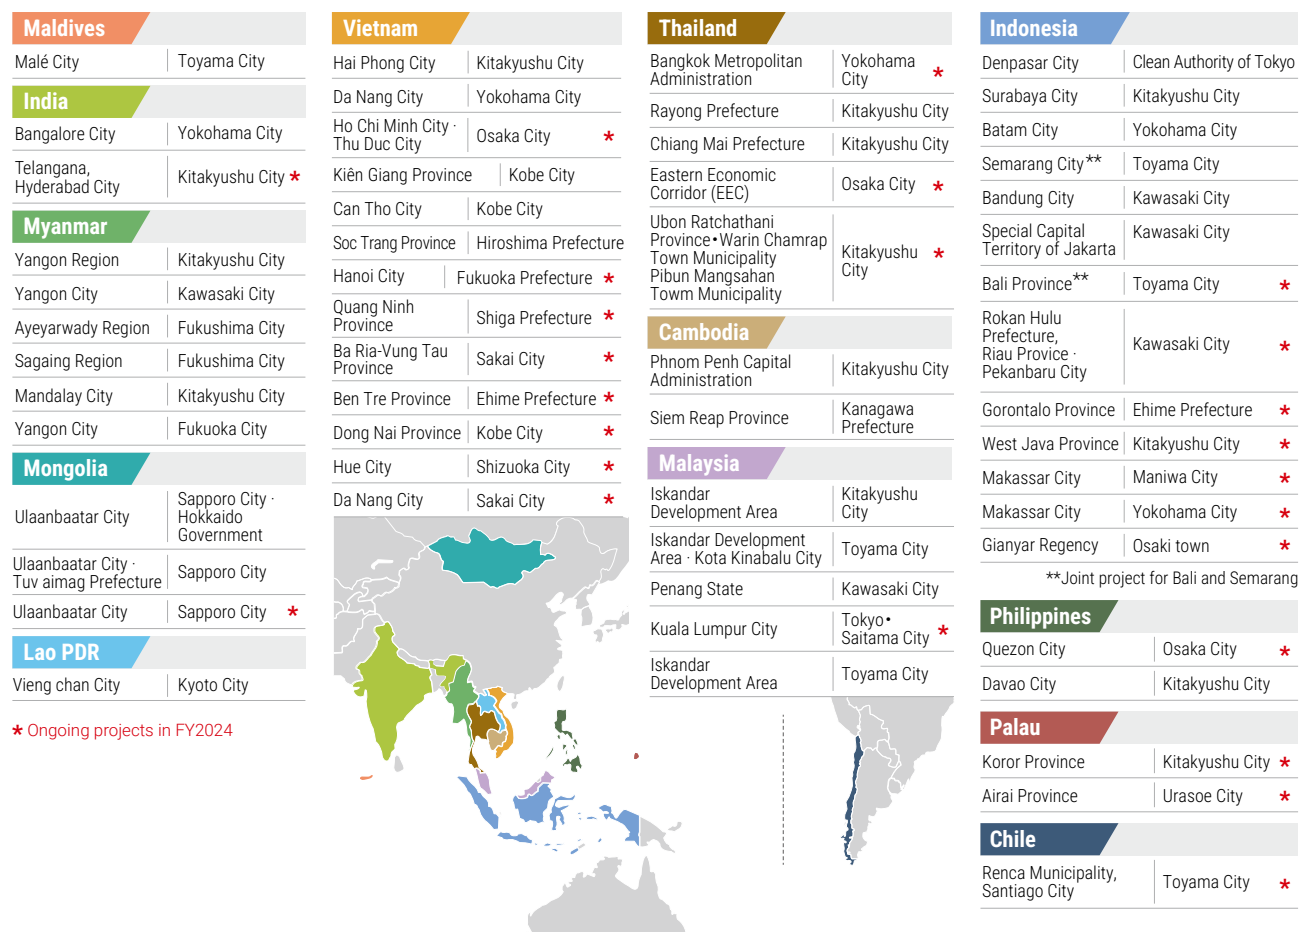 Maldives
Malé City
Toyama City
India
Bangalore City
Yokohama City
Telangana,
Hyderabad City
Kitakyushu City *
Myanmar
Yangon Region
Kitakyushu City
Yangon City
Kawasaki City
Ayeyarwady Region
Fukushima City
Sagaing Region
Fukushima City
Mandalay City
Kitakyushu City
Yangon City
Fukuoka City
Mongolia
Ulaanbaatar City
Sapporo City ·
Hokkaido
Government
Ulaanbaatar City ·
Tuv aimag Prefecture
Sapporo City
Ulaanbaatar City
Sapporo City *
Lao PDR
Vieng chan City
Kyoto City
* Ongoing projects in FY2024
Vietnam
Hai Phong City
Kitakyushu City
Da Nang City
Yokohama City
Ho Chi Minh City ·
Thu Duc City
Osaka City *
Kiên Giang Province
Kobe City
Can Tho City
Kobe City
Soc Trang Province
Hiroshima Prefecture
Hanoi City
Fukuoka Prefecture *
Quang Ninh
Province
Shiga Prefecture *
Ba Ria-Vung Tau
Province
Sakai City *
Ben Tre Province
Ehime Prefecture *
Dong Nai Province
Kobe City *
Hue City
Shizuoka City *
Da Nang City
Sakai City *
Thailand
Bangkok Metropolitan
Administration
Yokohama
City *
Rayong Prefecture
Kitakyushu City
Chiang Mai Prefecture
Kitakyushu City
Eastern Economic
Corridor (EEC)
Osaka City *
Ubon Ratchathani
Province•Warin Chamrap
Town Municipality
Pibun Mangsahan
Towm Municipality
Kitakyushu
City *
Cambodia
Phnom Penh Capital
Administration
Kitakyushu City
Siem Reap Province
Kanagawa
Prefecture
Malaysia
Iskandar
Development Area
Kitakyushu
City
Iskandar Development
Area · Kota Kinabalu City
Toyama City
Penang State
Kawasaki City
Kuala Lumpur City
Tokyo•
Saitama City *
Iskandar
Development Area
Toyama City
Indonesia
Denpasar City
Clean Authority of Tokyo
Surabaya City
Kitakyushu City
Batam City
Yokohama City
Semarang City**
Toyama City
Bandung City
Kawasaki City
Special Capital
Territory of Jakarta
Kawasaki City
Bali Province**
Toyama City *
Rokan Hulu
Prefecture,
Riau Provice ·
Pekanbaru City
Kawasaki City *
Gorontalo Province
Ehime Prefecture *
West Java Province
Kitakyushu City *
Makassar City
Maniwa City *
Makassar City
Yokohama City *
Gianyar Regency
Osaki town *
**Joint project for Bali and Semarang
Philippines
Quezon City
Osaka City *
Davao City
Kitakyushu City
Palau
Koror Province
Kitakyushu City *
Airai Province
Urasoe City *
Chile
Renca Municipality,
Santiago City
Toyama City *